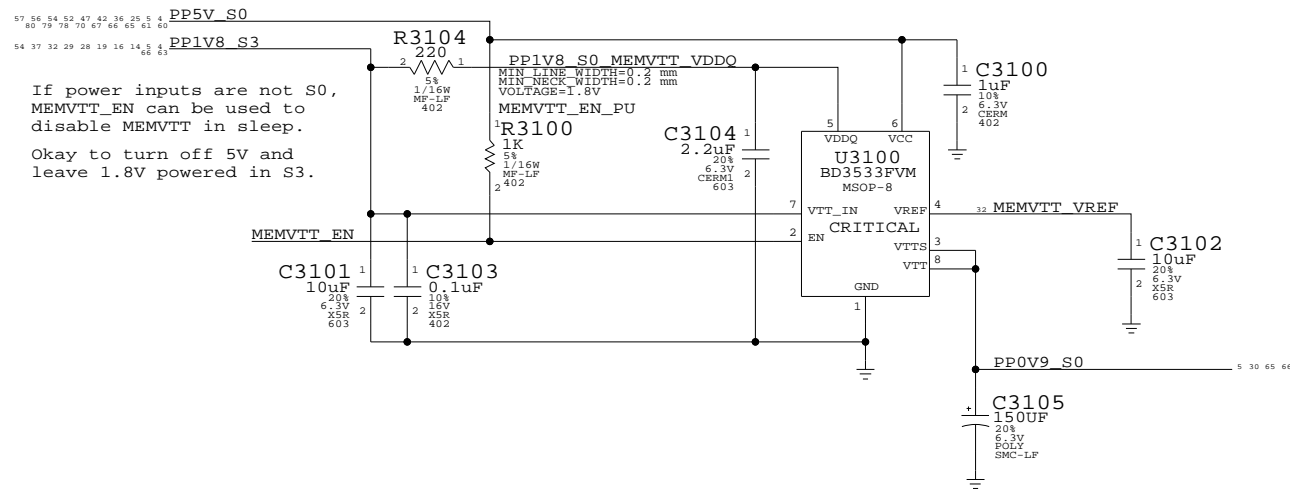 57 56 54 52 47 42 36 25 5 4 PP5V_S0
80 79 78 70 67 66 65 61 60
54 37 32 29 28 19 16 14 5 4 PP1V8_S3
66 63
R3104
220
2 1
5%
1/16W
MF-LF
402
PP1V8_S0_MEMVTT_VDDQ
MIN_LINE_WIDTH=0.2 mm
MIN_NECK_WIDTH=0.2 mm
VOLTAGE=1.8V
If power inputs are not S0,
MEMVTT_EN can be used to
disable MEMVTT in sleep.
Okay to turn off 5V and
leave 1.8V powered in S3.
MEMVTT_EN_PU
1
R3100
1K
5%
1/16W
MF-LF
402
2
C3104
1
2.2uF
20%
6.3V
CERM1
603
2
1
C3100
1uF
10%
6.3V
CERM
402
2
5 6
VDDQ VCC
U3100
BD3533FVM
MSOP-8
CRITICAL
7 VTT_IN
2 EN
VREF 4
VTTS 3
VTT 8
GND
1
32 MEMVTT_VREF
MEMVTT_EN
C3101
1
10uF
20%
6.3V
X5R
603
2
1
C3103
0.1uF
10%
16V
X5R
402
2
1
C3102
10uF
20%
6.3V
X5R
603
2
PP0V9_S0 5 30 65 66
+
C3105
150UF
20%
6.3V
POLY
SMC-LF